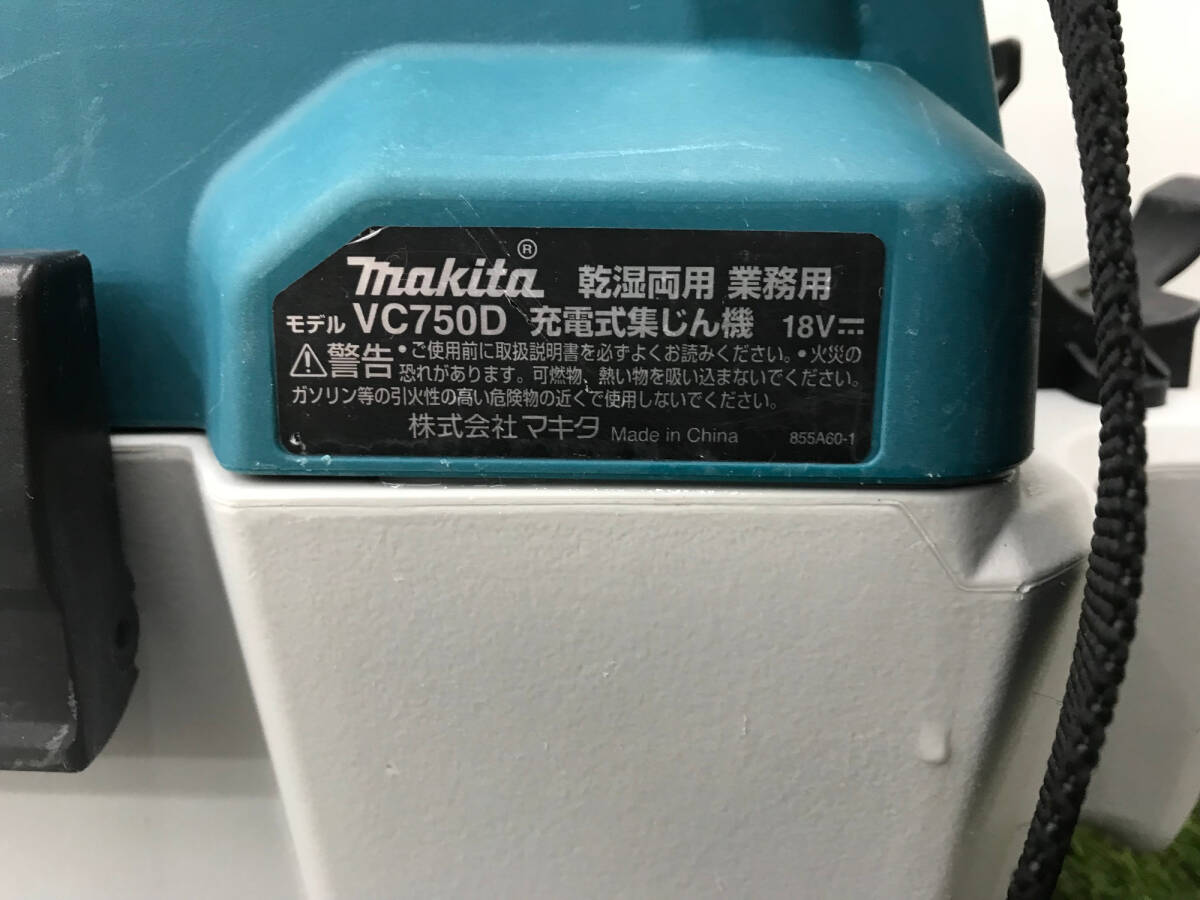 makita® 乾湿両用 業務用
モデル VC750D 充電式集じん機 18V⎓
⚠警告 •ご使用前に取扱説明書を必ずよくお読みください。•火災の
恐れがあります。可燃物、熱い物を吸い込まないでください。
ガソリン等の引火性の高い危険物の近くで使用しないでください。
株式会社 マキタ Made in China 855A60-1